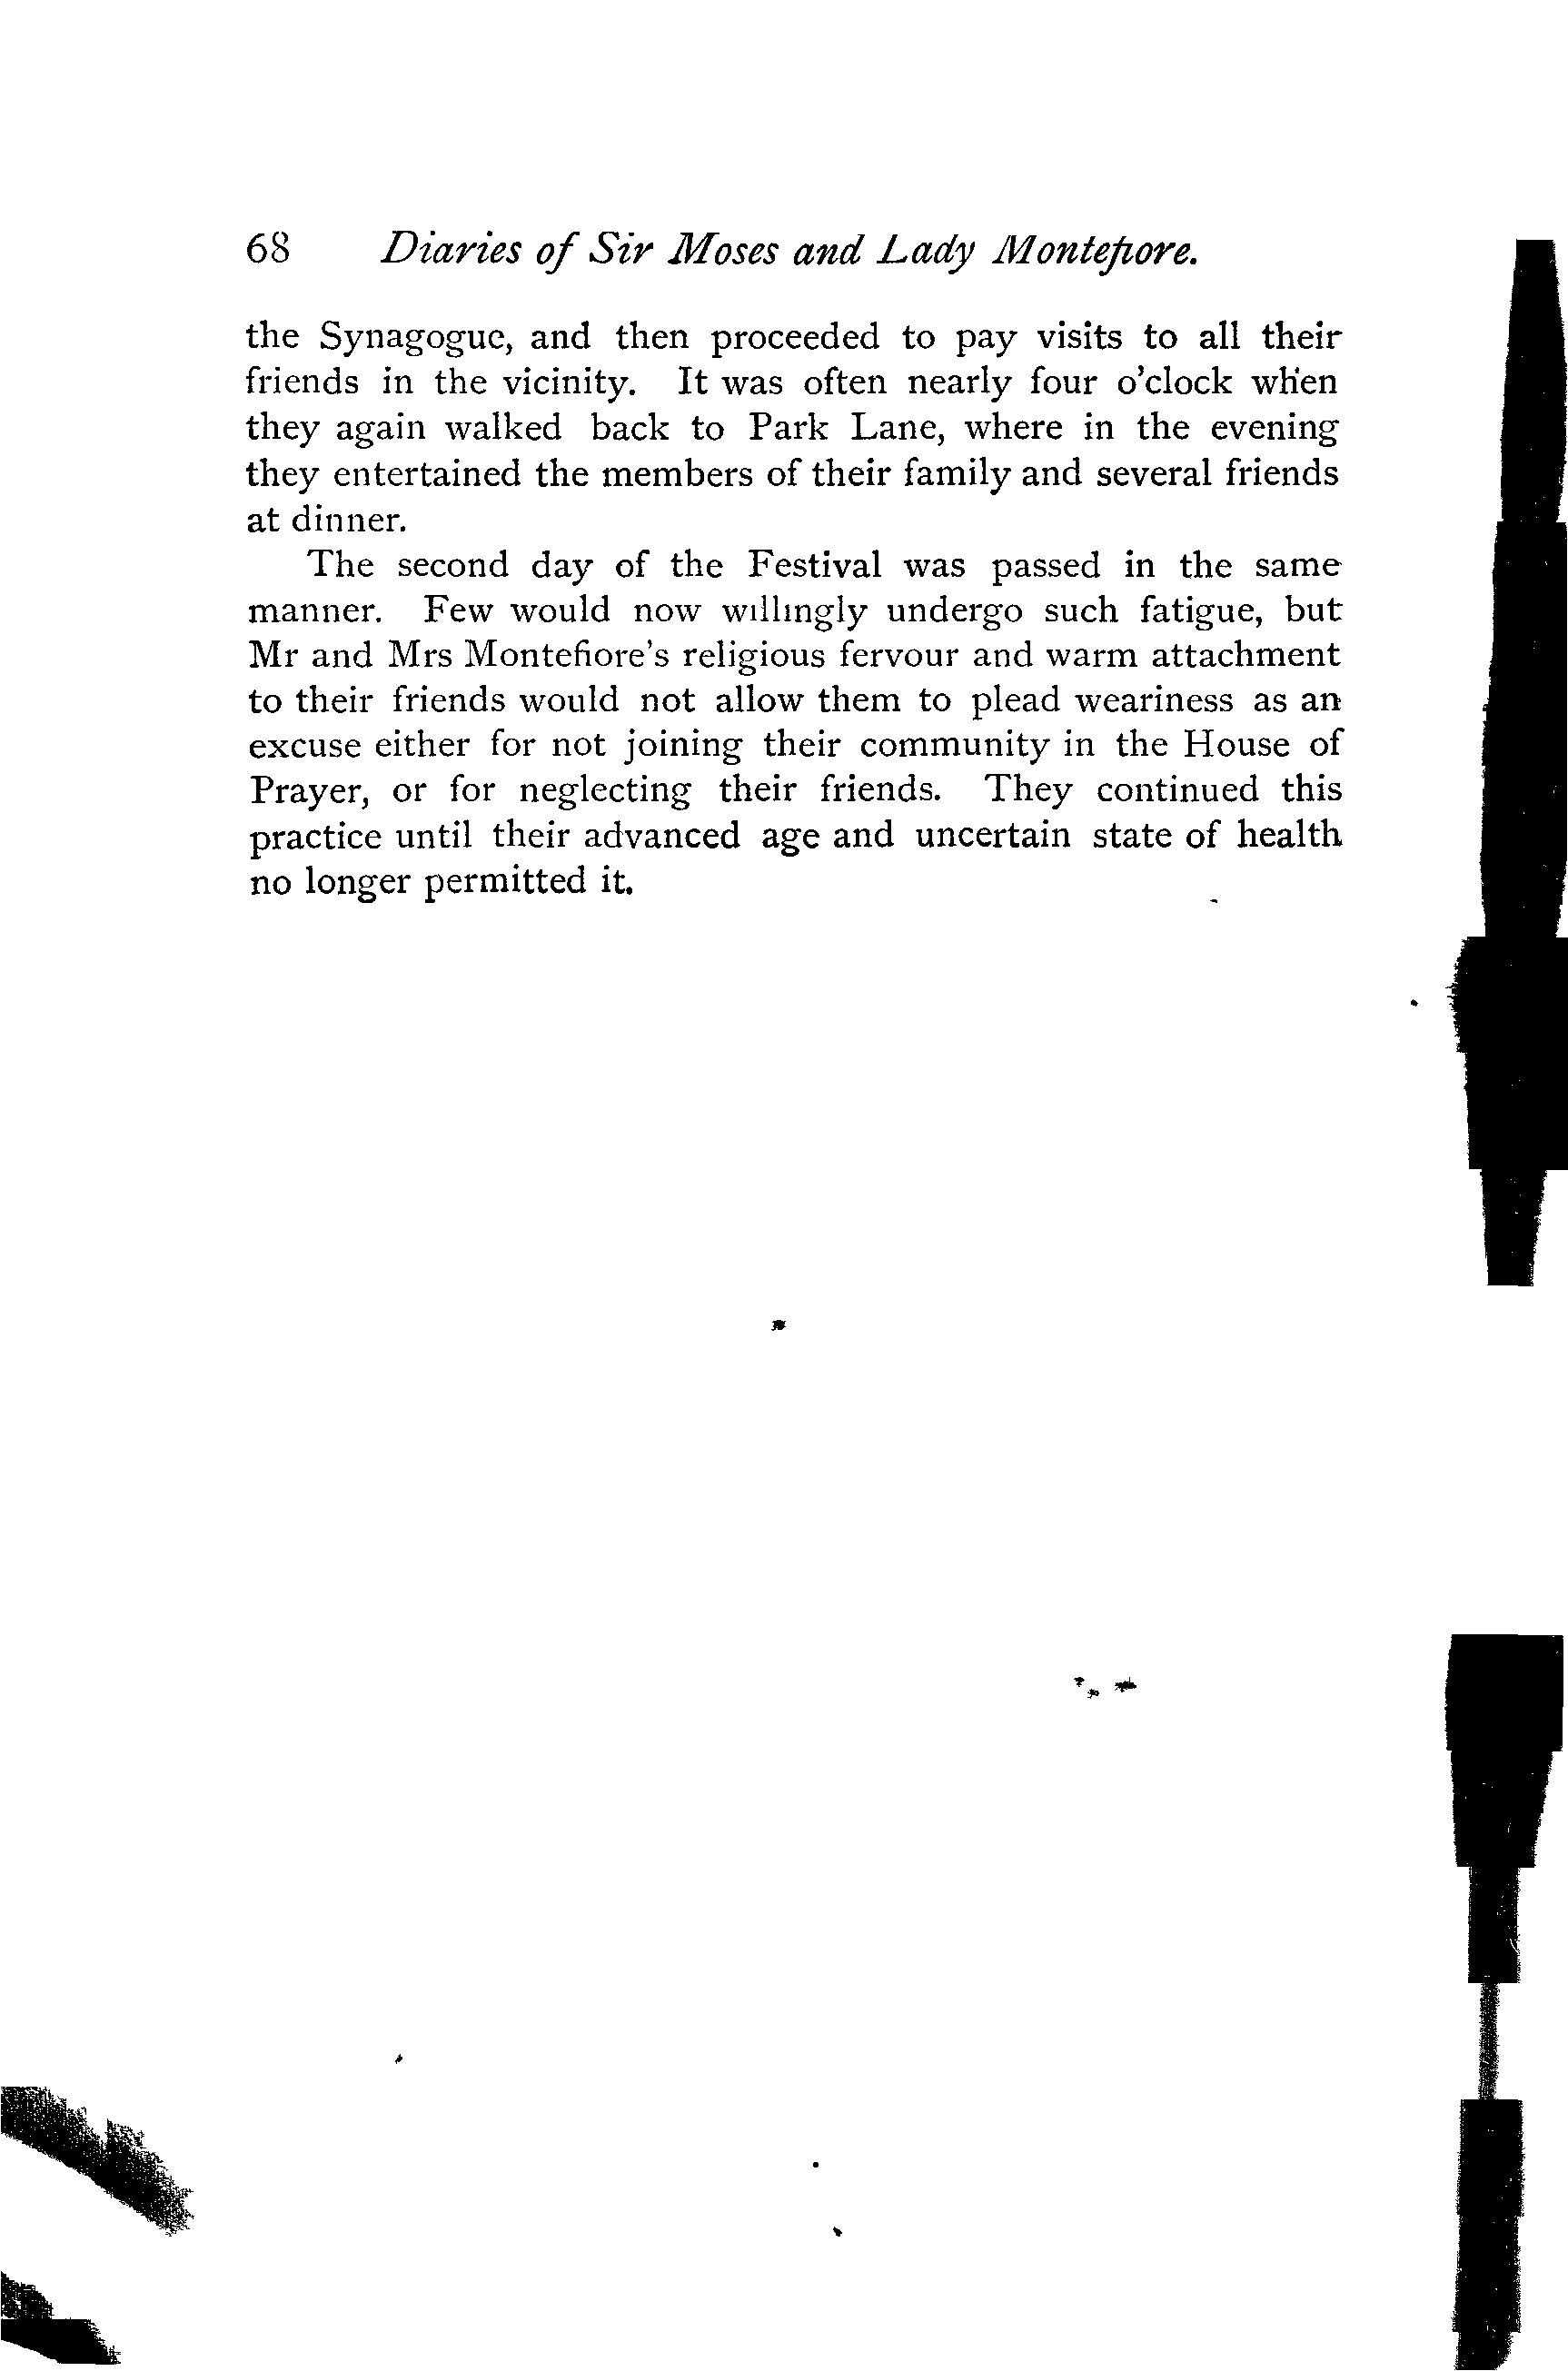 68 Diaries of Sir Moses and Lady Montefiore.
the Synagogue, and then proceeded to pay visits to all their
friends in the vicinity. It was often nearly four o'clock when
they again walked back to Park Lane, where in the evening
they entertained the members of their family and several friends
at dinner.
The second day of the Festival was passed in the same
manner. Few would now willingly undergo such fatigue, but
Mr and Mrs Montefiore's religious fervour and warm attachment
to their friends would not allow them to plead weariness as an
excuse either for not joining their community in the House of
Prayer, or for neglecting their friends. They continued this
practice until their advanced age and uncertain state of health
no longer permitted it.